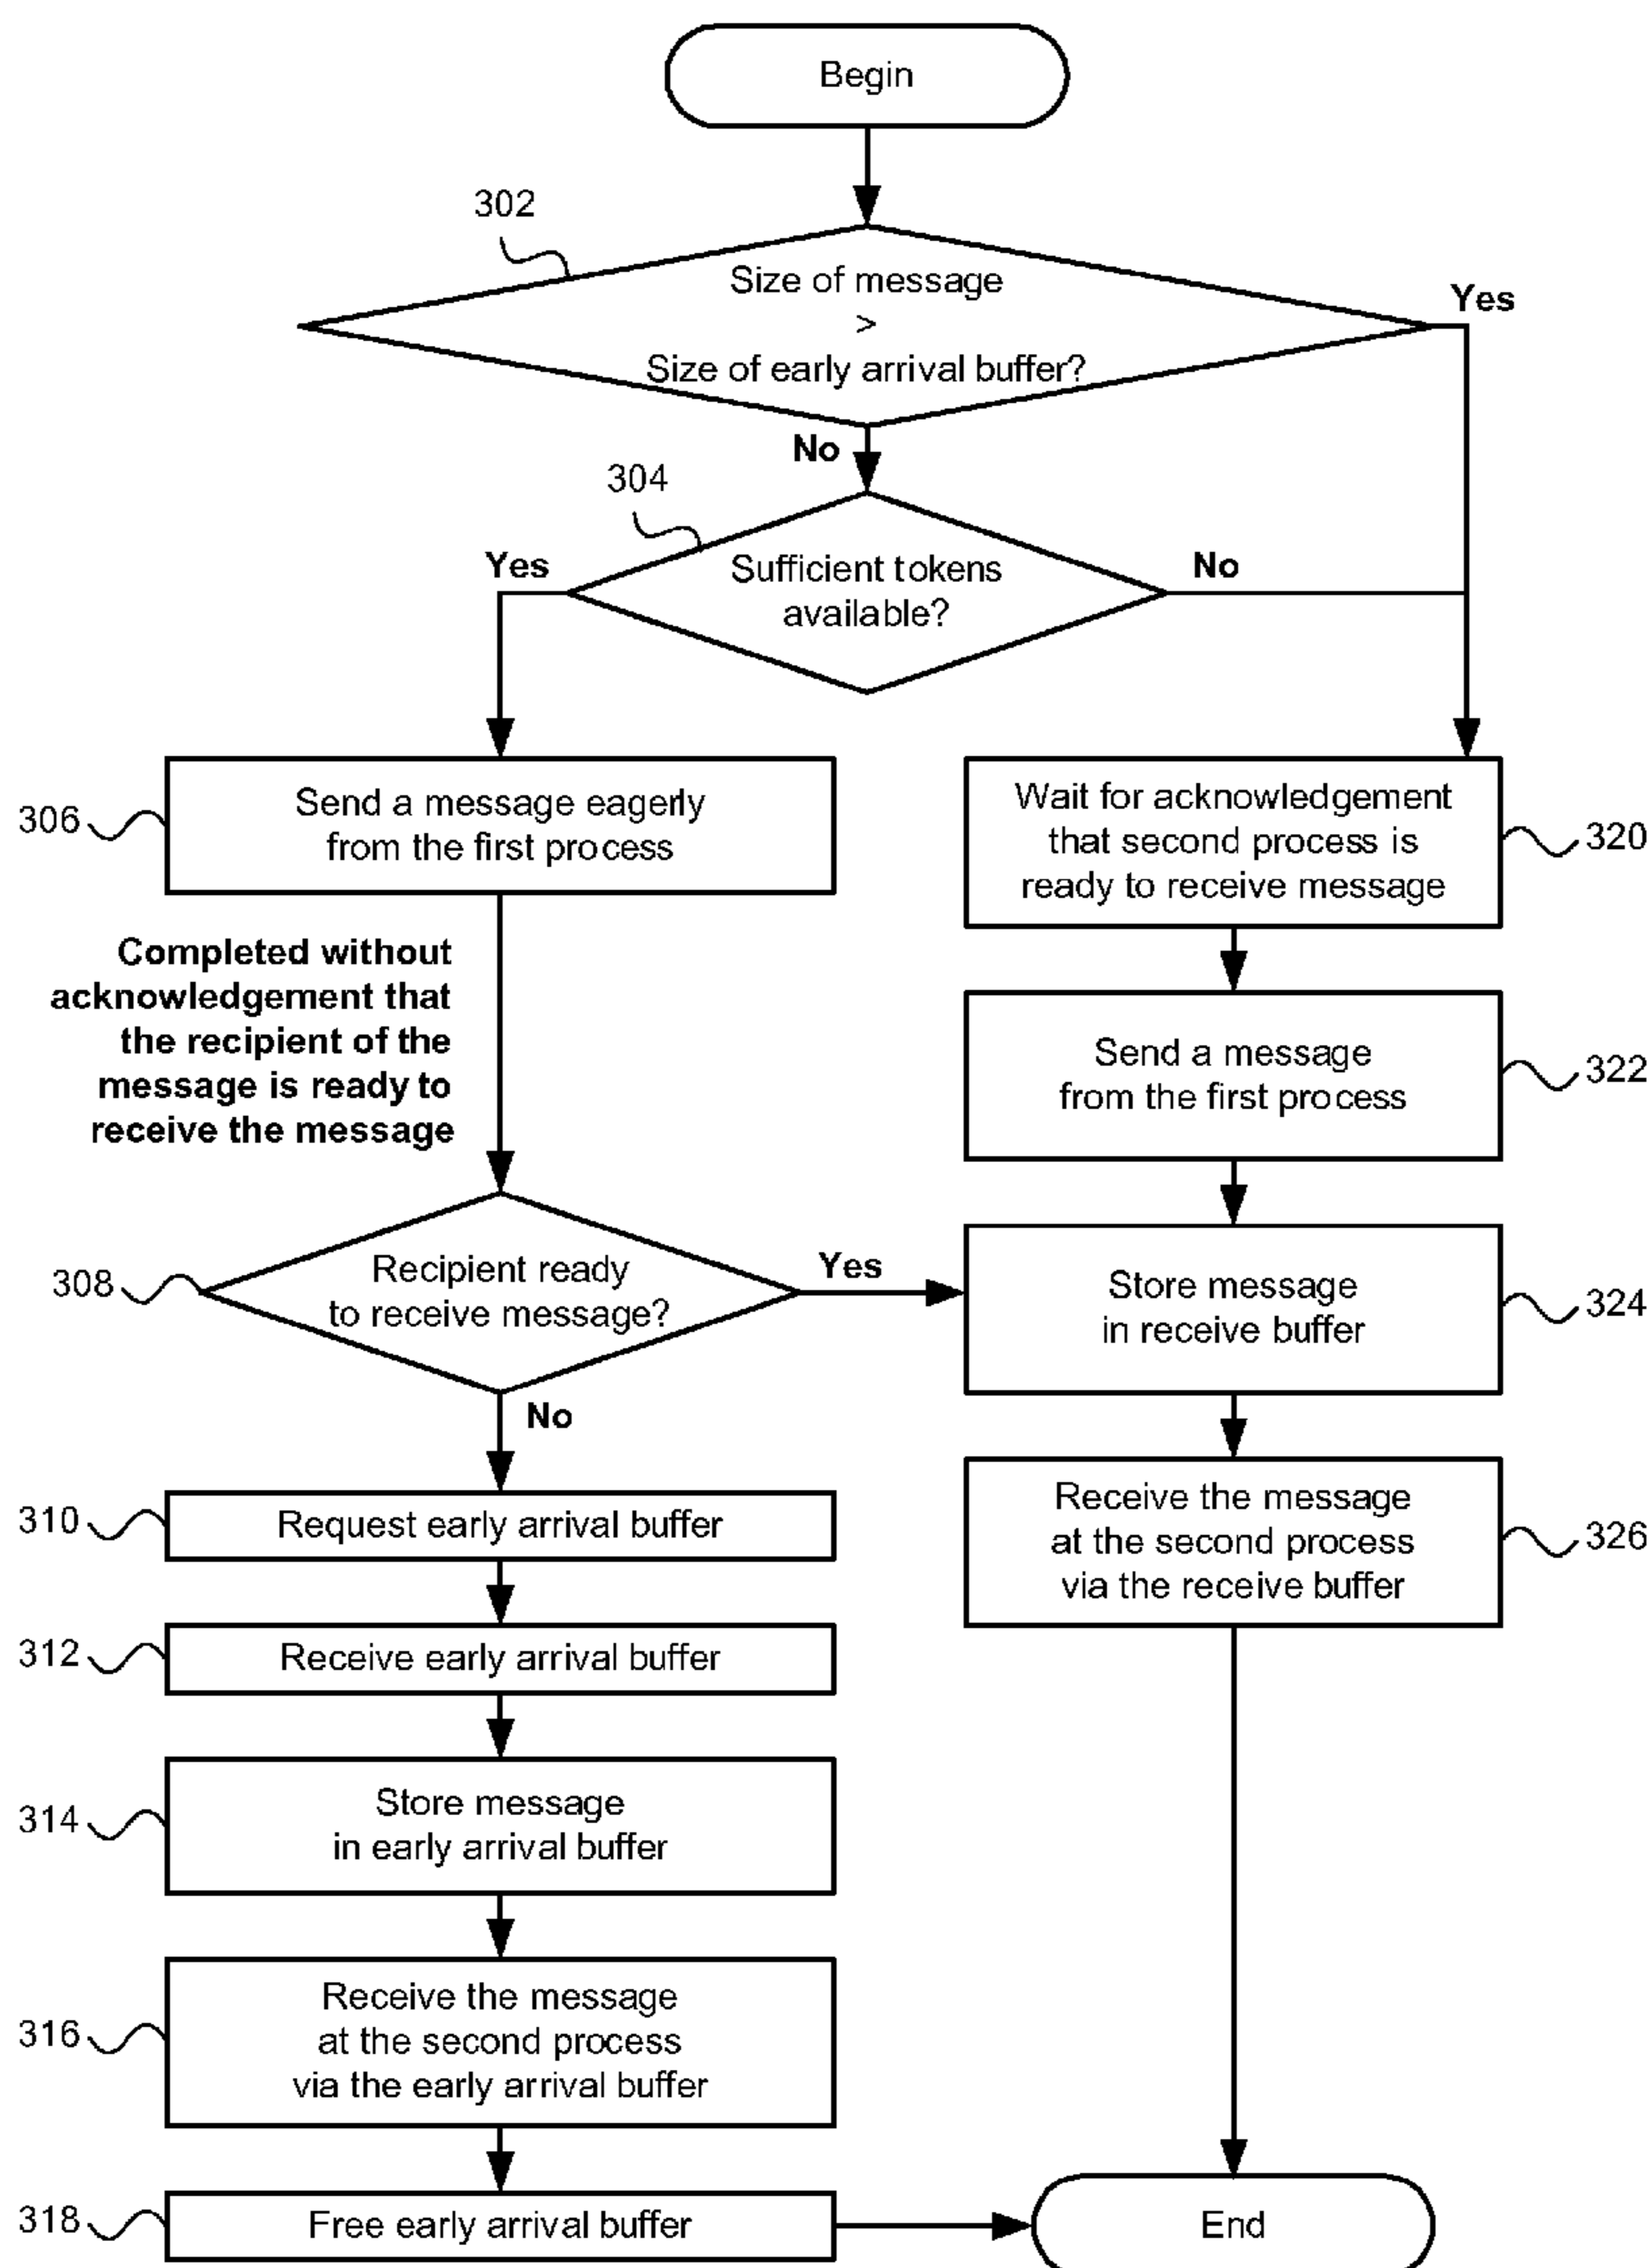 Begin
302
Size of message
>
Size of early arrival buffer?
Yes
No
304
Sufficient tokens
available?
Yes
No
306
Send a message eagerly
from the first process
Wait for acknowledgement
that second process is
ready to receive message
320
Completed without
acknowledgement that
the recipient of the
message is ready to
receive the message
Send a message
from the first process
322
308
Recipient ready
to receive message?
Yes
No
Store message
in receive buffer
324
310
Request early arrival buffer
Receive the message
at the second process
via the receive buffer
326
312
Receive early arrival buffer
314
Store message
in early arrival buffer
316
Receive the message
at the second process
via the early arrival buffer
318
Free early arrival buffer
End